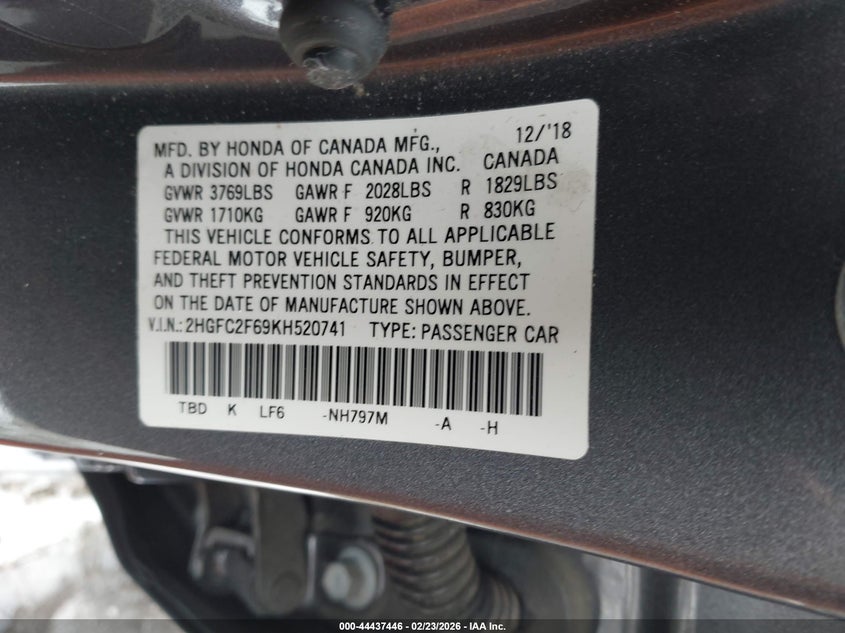 MFD. BY HONDA OF CANADA MFG., 12/'18
A DIVISION OF HONDA CANADA INC. CANADA
GVWR 3769LBS GAWR F 2028LBS R 1829LBS
GVWR 1710KG GAWR F 920KG R 830KG
THIS VEHICLE CONFORMS TO ALL APPLICABLE
FEDERAL MOTOR VEHICLE SAFETY, BUMPER,
AND THEFT PREVENTION STANDARDS IN EFFECT
ON THE DATE OF MANUFACTURE SHOWN ABOVE.
V.I.N.: 2HGFC2F69KH520741 TYPE: PASSENGER CAR
TBD K LF6 -NH797M -A -H
000-44437446 - 02/23/2026 - IAA Inc.